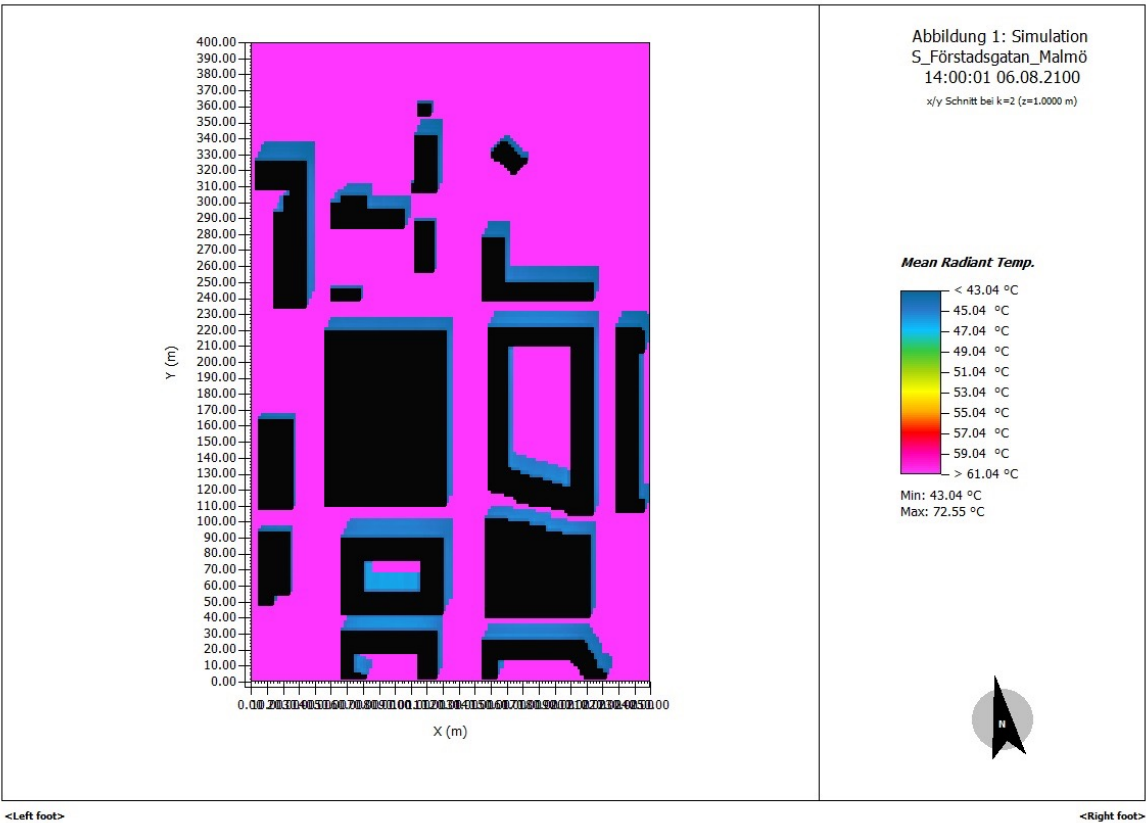 Abbildung 1: Simulation
S_Förstadsgatan_Malmö
14:00:01 06.08.2100
x/y Schnitt bei k=2 (z=1.0000 m)
400.00
390.00
380.00
370.00
360.00
350.00
340.00
330.00
320.00
310.00
300.00
290.00
280.00
270.00
260.00
250.00
240.00
230.00
220.00
210.00
200.00
190.00
180.00
170.00
160.00
150.00
140.00
130.00
120.00
110.00
100.00
90.00
80.00
70.00
60.00
50.00
40.00
30.00
20.00
10.00
0.00
Y (m)
X (m)
Mean Radiant Temp.
< 43.04 °C
45.04 °C
47.04 °C
49.04 °C
51.04 °C
53.04 °C
55.04 °C
57.04 °C
59.04 °C
> 61.04 °C
Min: 43.04 °C
Max: 72.55 °C
N
<Left foot>
<Right foot>